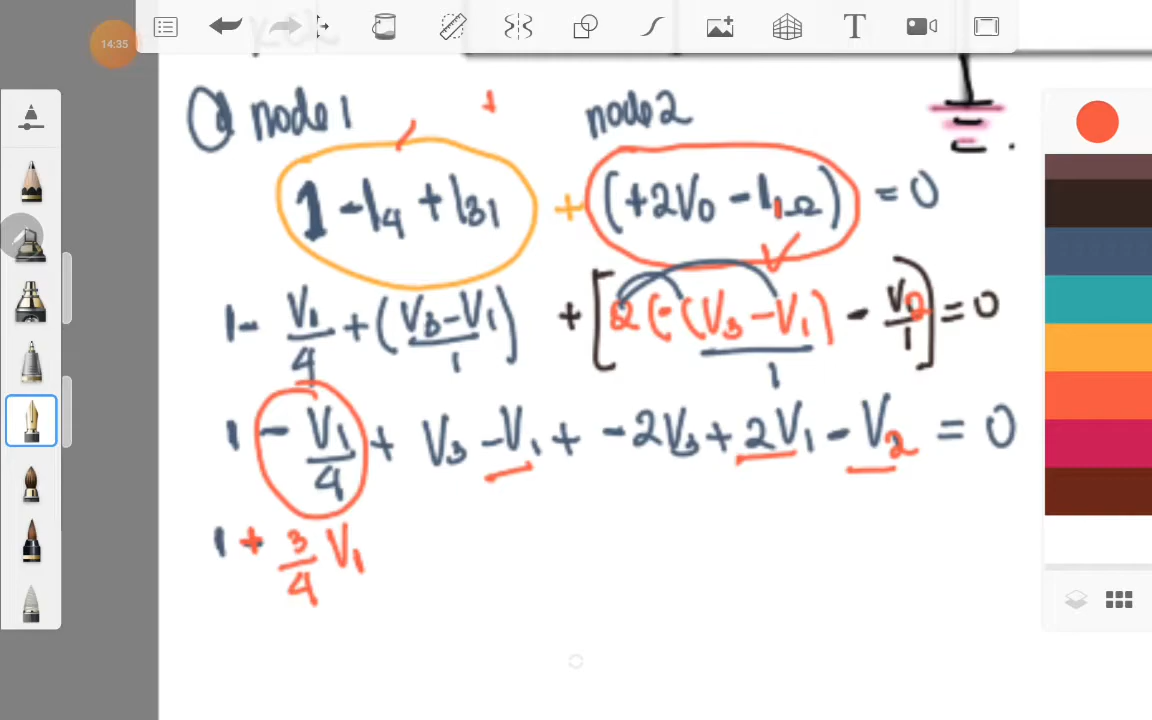 14:35
T
① node 1 + node 2
1 - I4 + I31 + (+2V0 - I1Ω) = 0
1 - V1/4 + (V3 - V1/1) + [2(-(V3 - V1)/1) - V2/1] = 0
1 - V1/4 + V3 - V1 + -2V3 + 2V1 - V2 = 0
1 + 3/4 V1